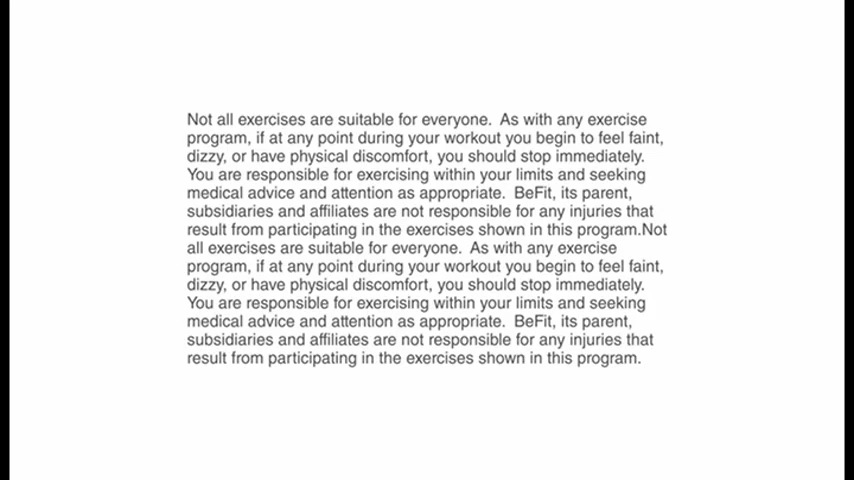 Not all exercises are suitable for everyone.  As with any exercise
program, if at any point during your workout you begin to feel faint,
dizzy, or have physical discomfort, you should stop immediately.
You are responsible for exercising within your limits and seeking
medical advice and attention as appropriate.  BeFit, its parent,
subsidiaries and affiliates are not responsible for any injuries that
result from participating in the exercises shown in this program.Not
all exercises are suitable for everyone.  As with any exercise
program, if at any point during your workout you begin to feel faint,
dizzy, or have physical discomfort, you should stop immediately.
You are responsible for exercising within your limits and seeking
medical advice and attention as appropriate.  BeFit, its parent,
subsidiaries and affiliates are not responsible for any injuries that
result from participating in the exercises shown in this program.